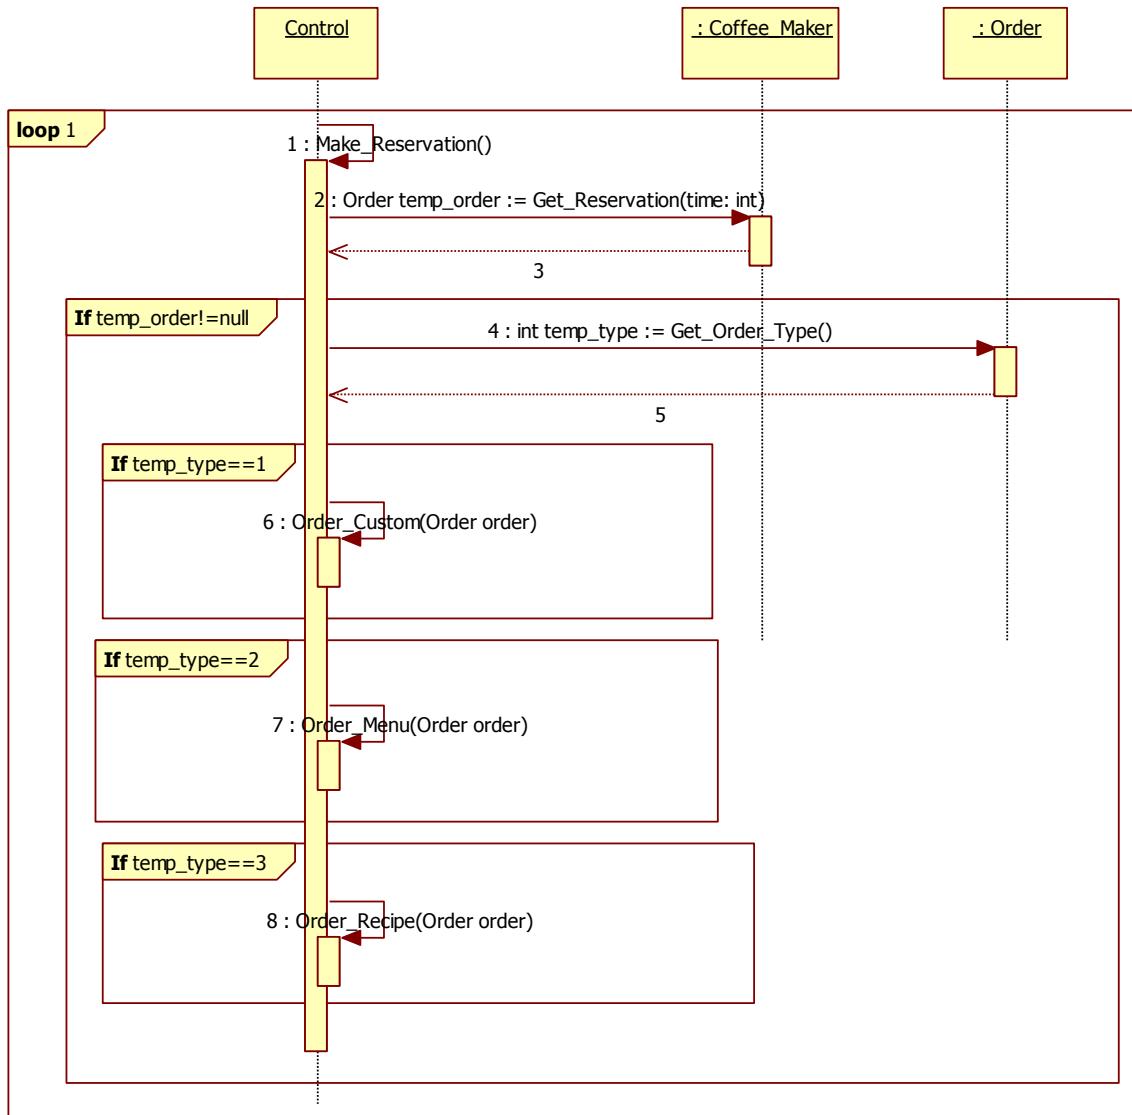 Control
: Coffee_Maker
: Order
loop 1
1 : Make_Reservation()
2 : Order temp_order := Get_Reservation(time: int)
3
If temp_order!=null
4 : int temp_type := Get_Order_Type()
5
If temp_type==1
6 : Order_Custom(Order order)
If temp_type==2
7 : Order_Menu(Order order)
If temp_type==3
8 : Order_Recipe(Order order)